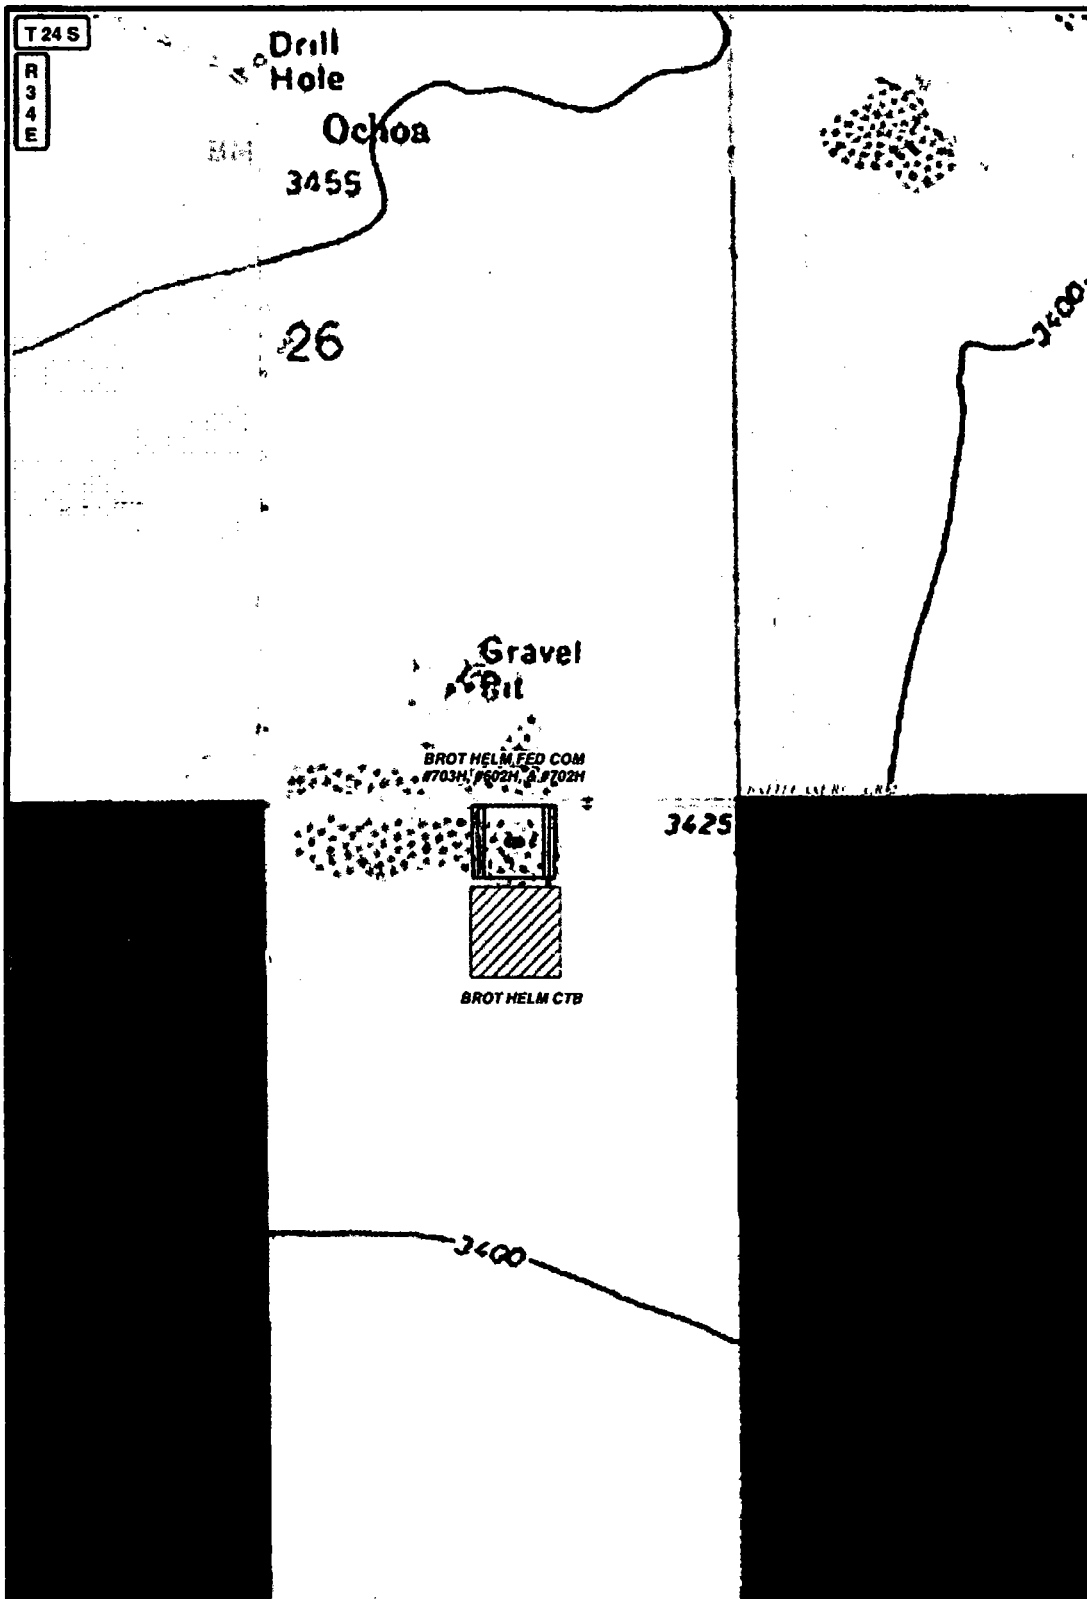 T 24 S
R
3
4
E
Drill
Hole
Ochoa
BM
3455
26
3400
Gravel
Pit
BROT HELM FED COM
#703H, #602H, & #702H
3425
BROT HELM CTB
3400